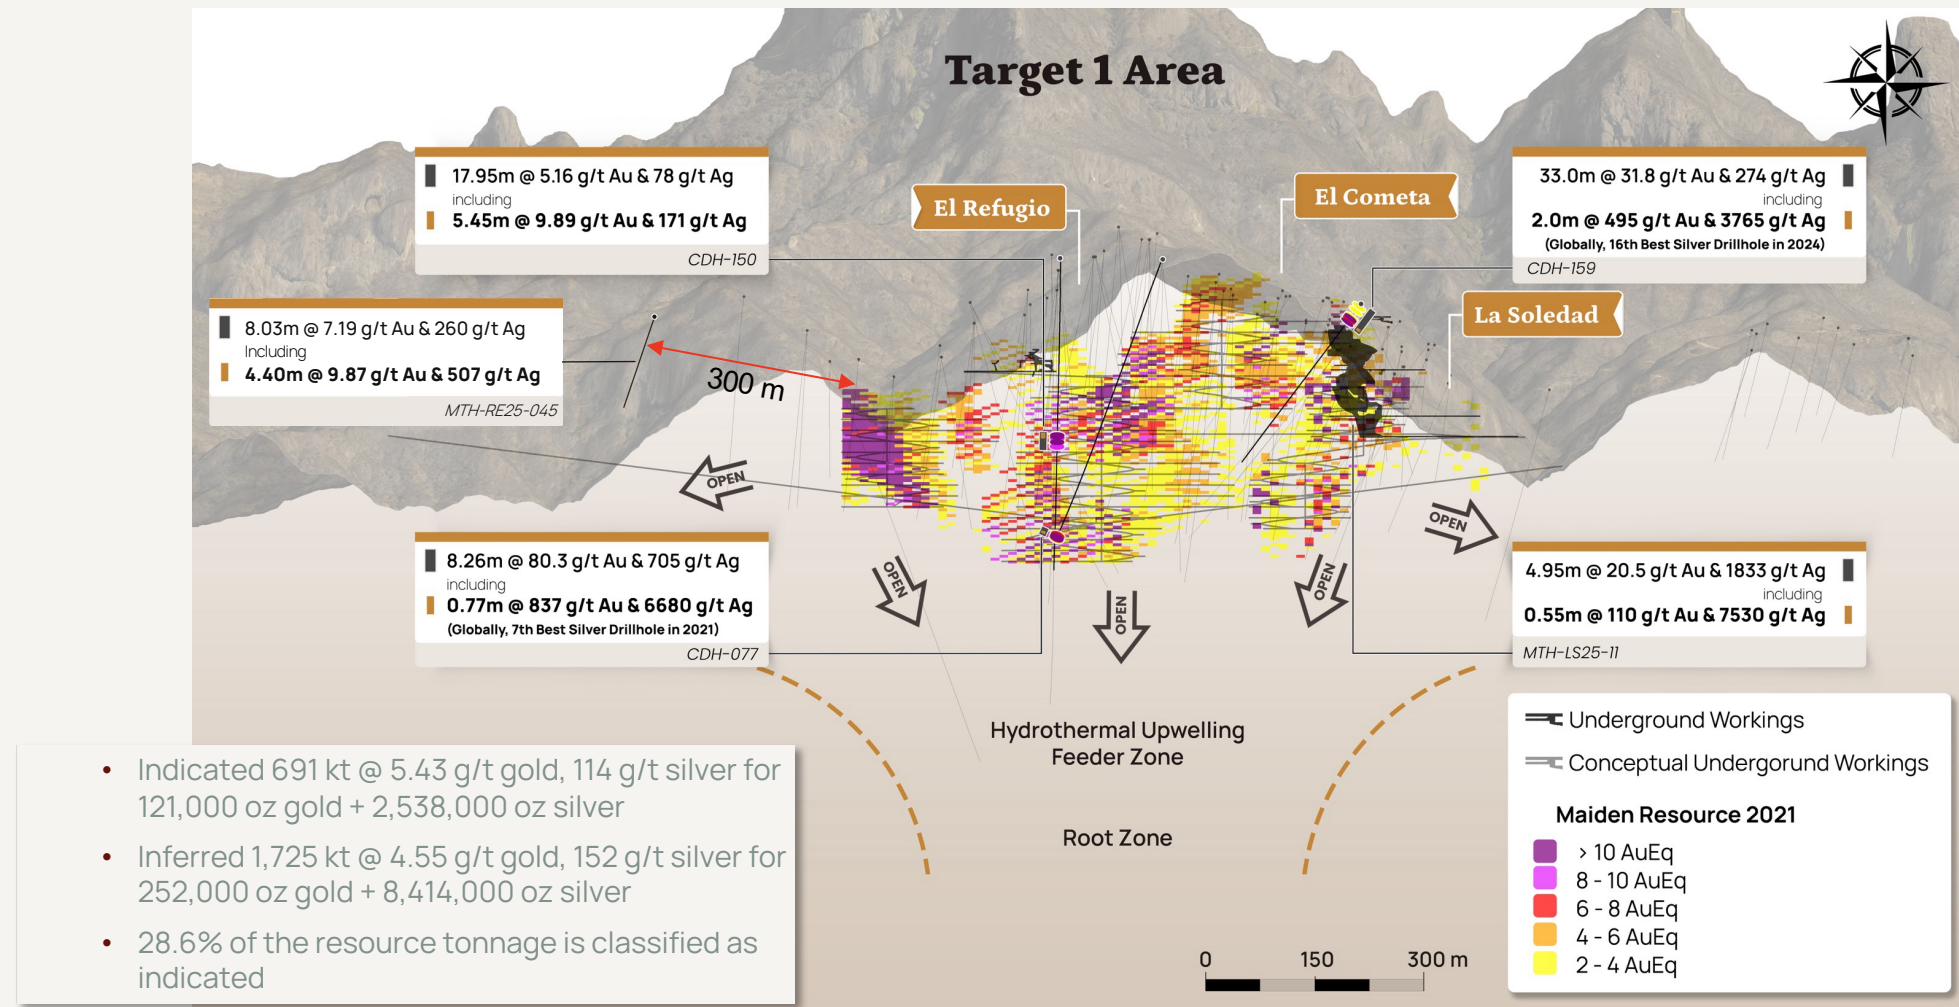 Target 1 Area
17.95m @ 5.16 g/t Au & 78 g/t Ag
including
5.45m @ 9.89 g/t Au & 171 g/t Ag
CDH-150
El Refugio
El Cometa
33.0m @ 31.8 g/t Au & 274 g/t Ag
including
2.0m @ 495 g/t Au & 3765 g/t Ag
(Globally, 16th Best Silver Drillhole in 2024)
CDH-159
8.03m @ 7.19 g/t Au & 260 g/t Ag
Including
4.40m @ 9.87 g/t Au & 507 g/t Ag
MTH-RE25-045
300 m
La Soledad
OPEN
OPEN
OPEN
OPEN
OPEN
8.26m @ 80.3 g/t Au & 705 g/t Ag
including
0.77m @ 837 g/t Au & 6680 g/t Ag
(Globally, 7th Best Silver Drillhole in 2021)
CDH-077
4.95m @ 20.5 g/t Au & 1833 g/t Ag
including
0.55m @ 110 g/t Au & 7530 g/t Ag
MTH-LS25-11
Hydrothermal Upwelling
Feeder Zone
Root Zone
• Indicated 691 kt @ 5.43 g/t gold, 114 g/t silver for
121,000 oz gold + 2,538,000 oz silver
• Inferred 1,725 kt @ 4.55 g/t gold, 152 g/t silver for
252,000 oz gold + 8,414,000 oz silver
• 28.6% of the resource tonnage is classified as
indicated
0 150 300 m
Underground Workings
Conceptual Undergorund Workings
Maiden Resource 2021
> 10 AuEq
8 - 10 AuEq
6 - 8 AuEq
4 - 6 AuEq
2 - 4 AuEq